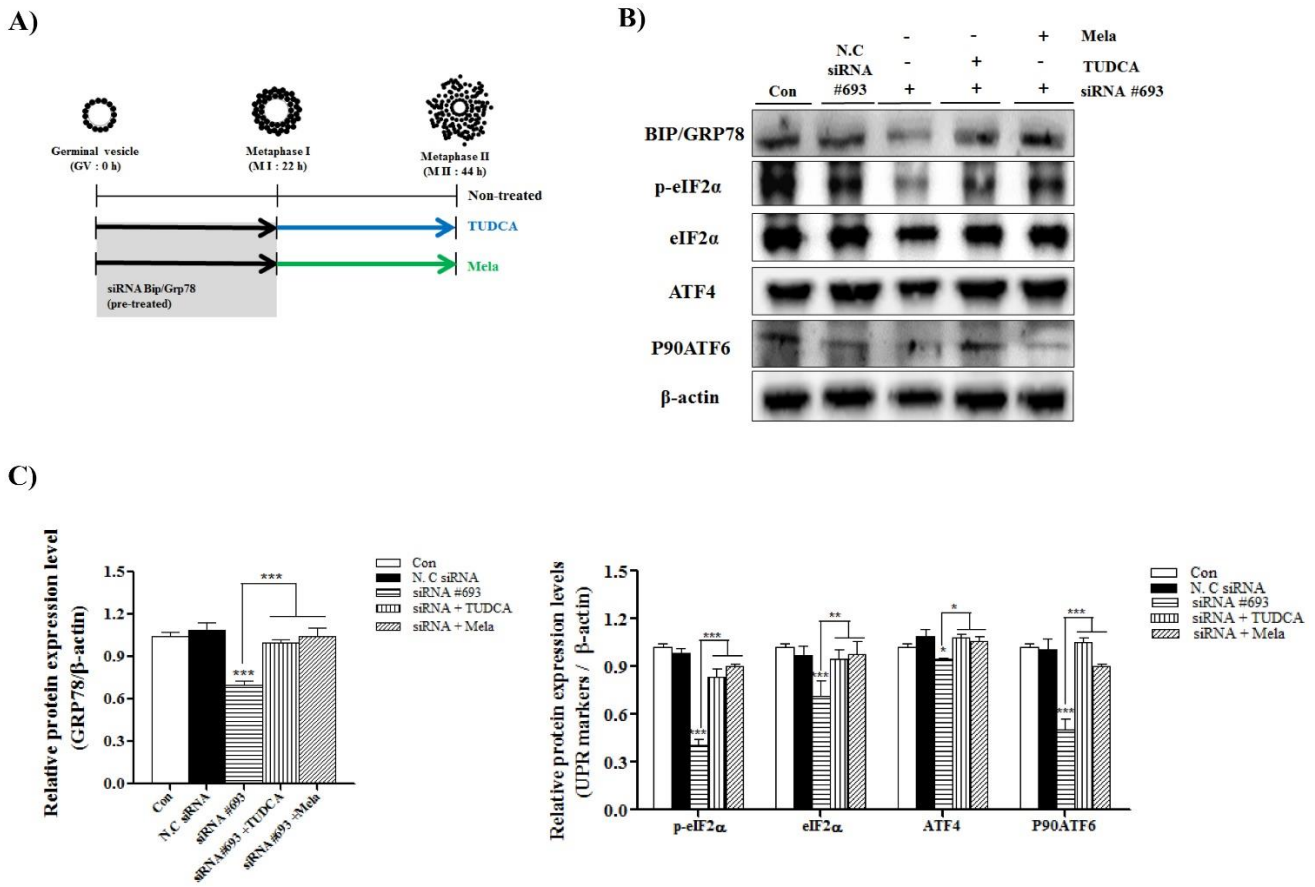 A)
Germinal vesicle
(GV : 0 h)
Metaphase I
(M I : 22 h)
Metaphase II
(M II : 44 h)
Non-treated
TUDCA
Mela
siRNA Bip/Grp78
(pre-treated)
B)
- - + Mela
- + - TUDCA
Con N.C siRNA #693 + + + siRNA #693
BIP/GRP78
p-eIF2α
eIF2α
ATF4
P90ATF6
β-actin
C)
Relative protein expression level
(GRP78/β-actin)
1.5
1.2
0.9
0.6
0.3
0.0
***
***
Con
N.C siRNA
siRNA #693
siRNA#693 +TUDCA
siRNA#693 +Mela
Con
N. C siRNA
siRNA #693
siRNA + TUDCA
siRNA + Mela
Relative protein expression levels
(UPR markers / β-actin)
1.5
1.2
0.9
0.6
0.3
0.0
***
***
**
***
*
*
***
***
p-eIF2α
eIF2α
ATF4
P90ATF6
Con
N. C siRNA
siRNA #693
siRNA + TUDCA
siRNA + Mela